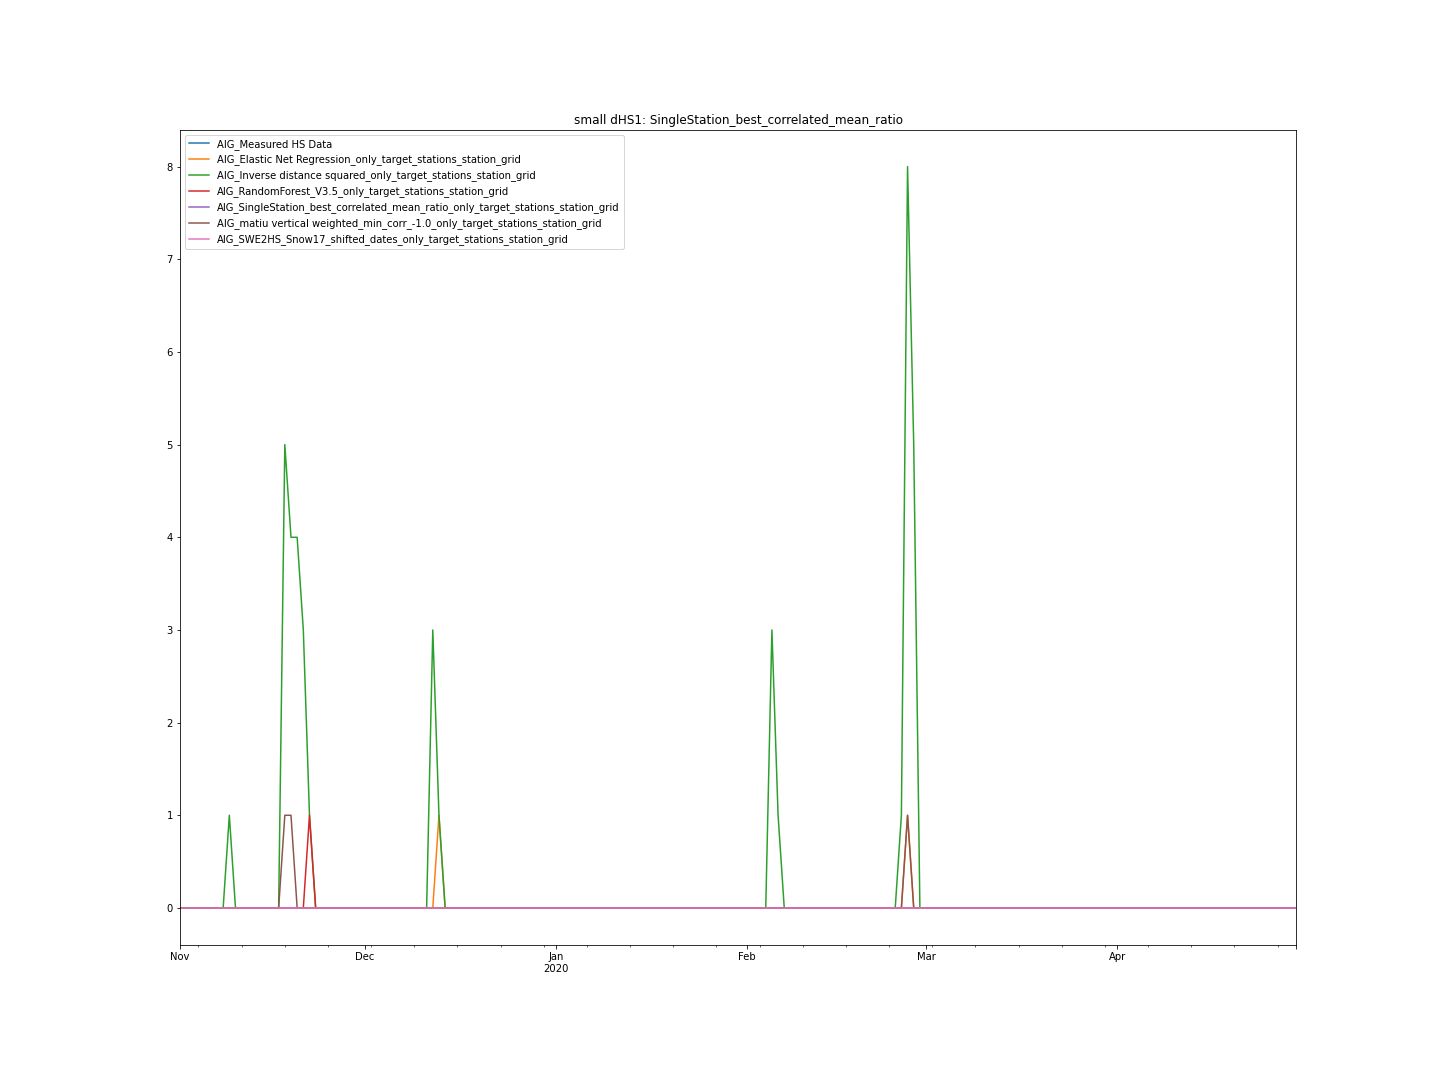 small dHS1: SingleStation_best_correlated_mean_ratio
AIG_Measured HS Data
AIG_Elastic Net Regression_only_target_stations_station_grid
AIG_Inverse distance squared_only_target_stations_station_grid
AIG_RandomForest_V3.5_only_target_stations_station_grid
AIG_SingleStation_best_correlated_mean_ratio_only_target_stations_station_grid
AIG_matiu vertical weighted_min_corr_-1.0_only_target_stations_station_grid
AIG_SWE2HS_Snow17_shifted_dates_only_target_stations_station_grid
8
7
6
5
4
3
2
1
0
Nov Dec Jan Feb Mar Apr
2020